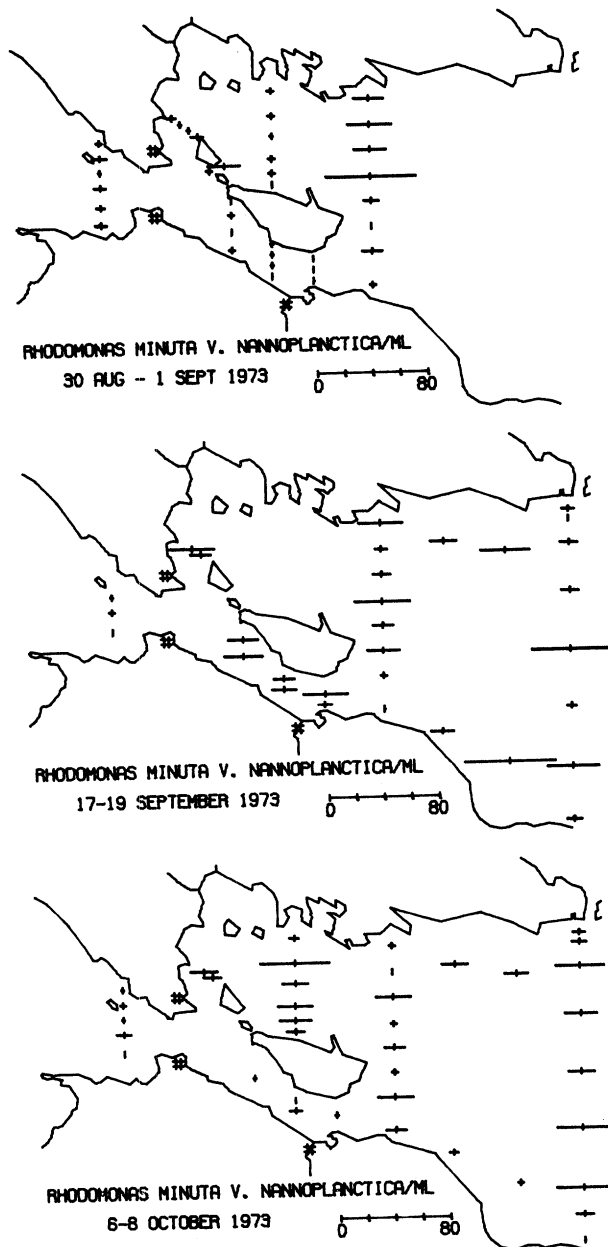 RHODOMONAS MINUTA V. NANNOPLANCTICA/ML
30 AUG -- 1 SEPT 1973
0 80
RHODOMONAS MINUTA V. NANNOPLANCTICA/ML
17-19 SEPTEMBER 1973
0 80
RHODOMONAS MINUTA V. NANNOPLANCTICA/ML
6-8 OCTOBER 1973
0 80